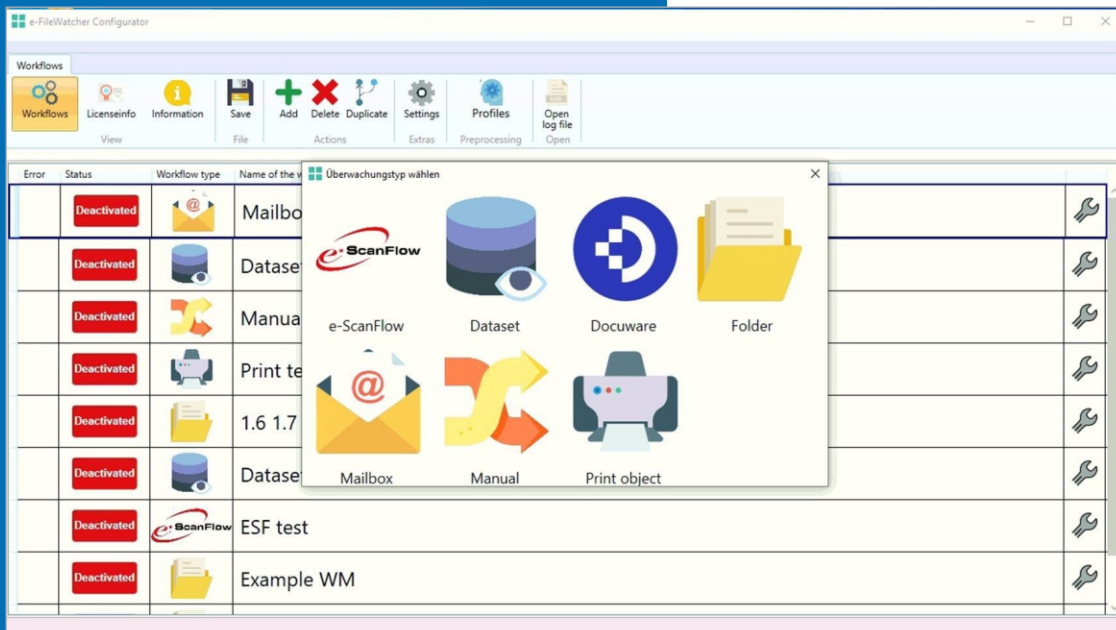 e-FileWatcher Configurator
Workflows
Workflows Licenseinfo Information Save Add Delete Duplicate Settings Profiles Open log file
View File Actions Extras Preprocessing Open
Error Status Workflow type Name of the w
Überwachungstyp wählen
e-ScanFlow
e-ScanFlow Dataset Docuware Folder
@
Mailbox Manual Print object
Deactivated @ Mailbo
Deactivated Datase
Deactivated Manua
Deactivated Print te
Deactivated 1.6 1.7
Deactivated Datase
Deactivated e-ScanFlow ESF test
Deactivated Example WM